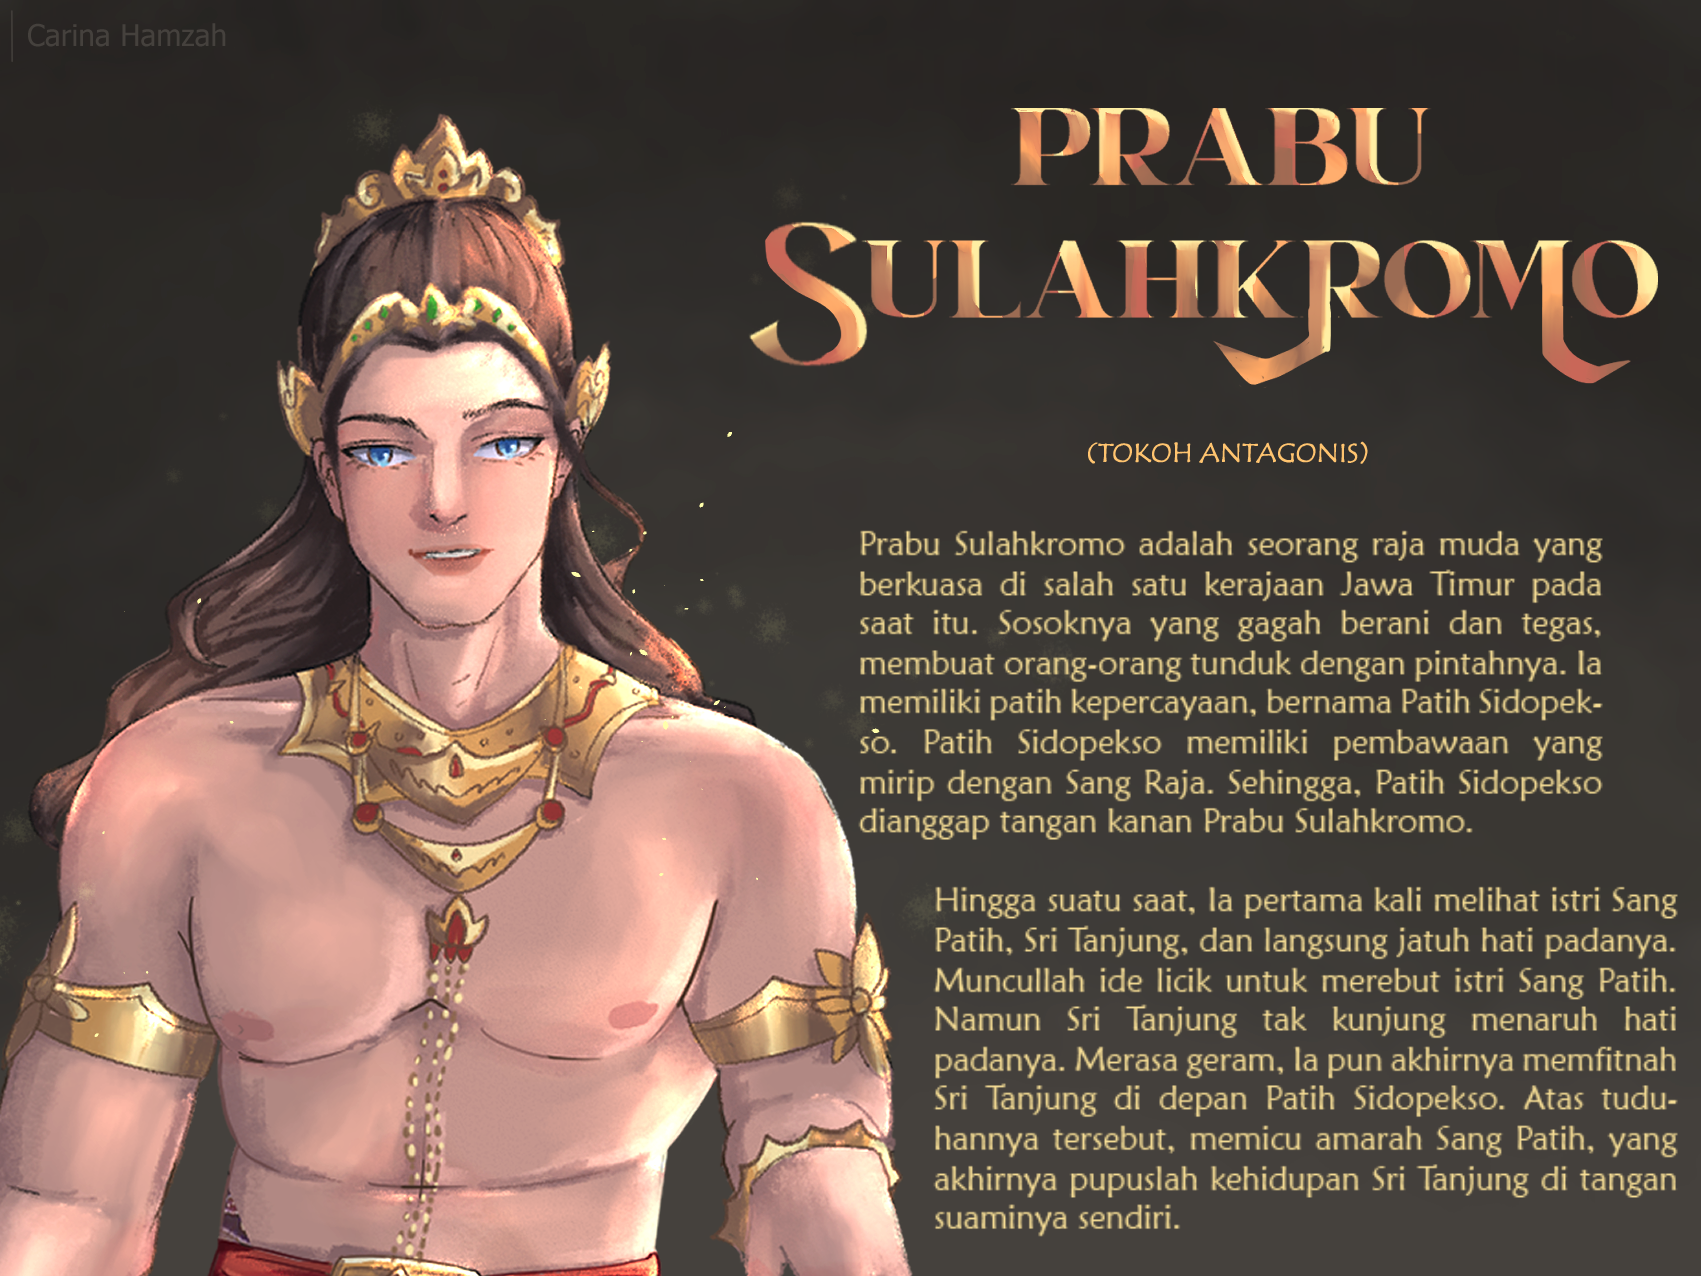 Carina Hamzah
PRABU
SULAHKROMO
(TOKOH ANTAGONIS)
Prabu Sulahkromo adalah seorang raja muda yang
berkuasa di salah satu kerajaan Jawa Timur pada
saat itu. Sosoknya yang gagah berani dan tegas,
membuat orang-orang tunduk dengan pintahnya. Ia
memiliki patih kepercayaan, bernama Patih Sidopek-
so. Patih Sidopekso memiliki pembawaan yang
mirip dengan Sang Raja. Sehingga, Patih Sidopekso
dianggap tangan kanan Prabu Sulahkromo.
Hingga suatu saat, Ia pertama kali melihat istri Sang
Patih, Sri Tanjung, dan langsung jatuh hati padanya.
Muncullah ide licik untuk merebut istri Sang Patih.
Namun Sri Tanjung tak kunjung menaruh hati
padanya. Merasa geram, Ia pun akhirnya memfitnah
Sri Tanjung di depan Patih Sidopekso. Atas tudu-
hannya tersebut, memicu amarah Sang Patih, yang
akhirnya pupuslah kehidupan Sri Tanjung di tangan
suaminya sendiri.